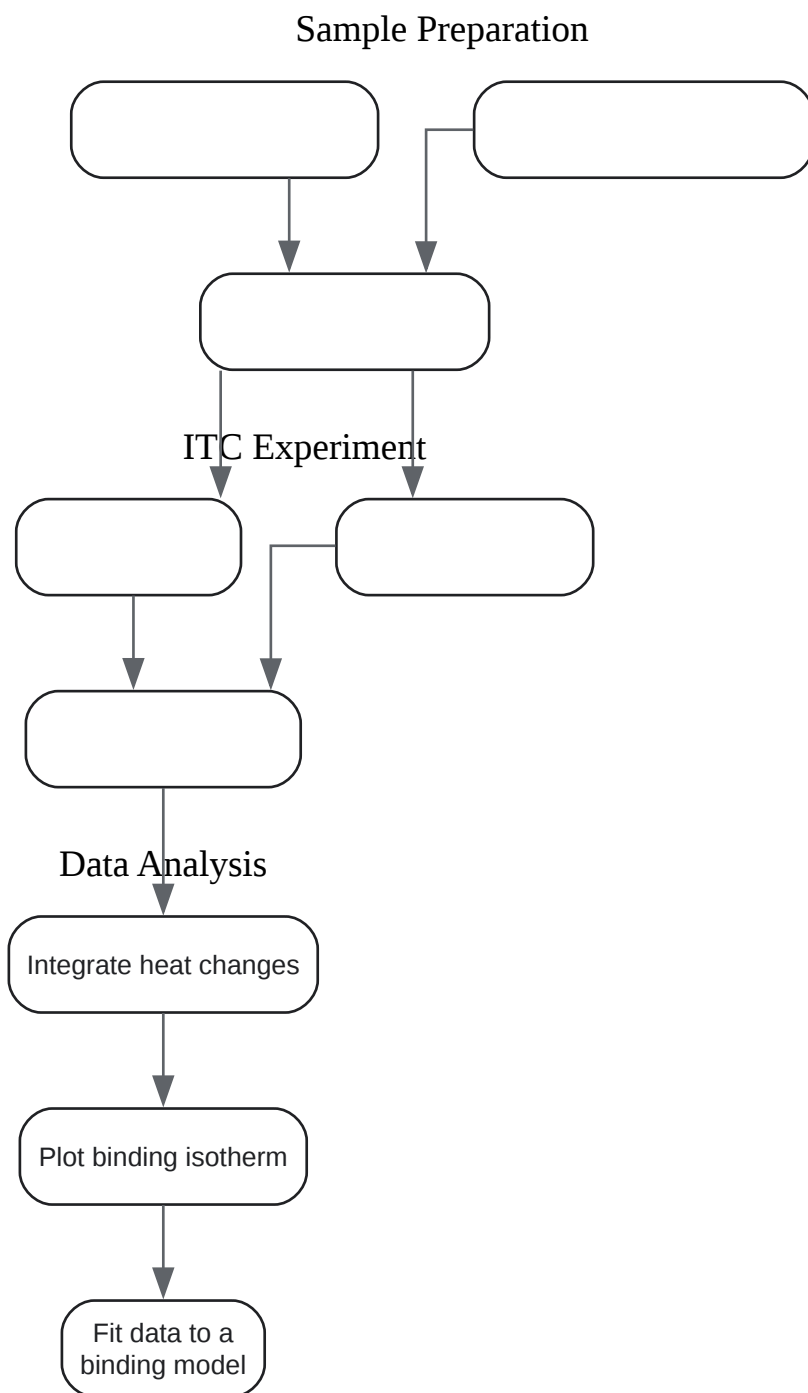 Sample Preparation
ITC Experiment
Data Analysis
Integrate heat changes
Plot binding isotherm
Fit data to a
binding model